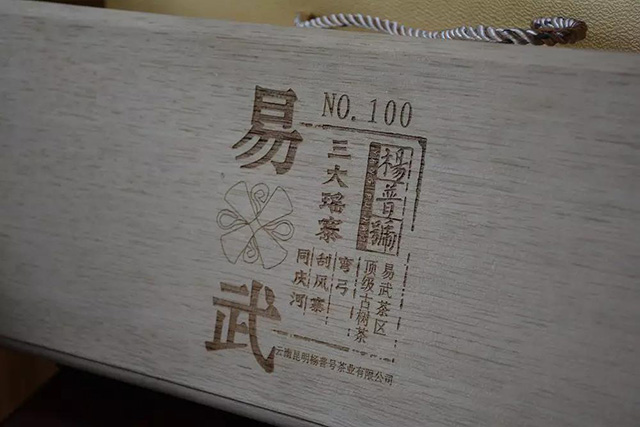 NO.100
易武
楊普號
三大瑶寨
易武茶区
顶级古树茶
弯弓
刮风寨
同庆河
云南昆明杨普号茶业有限公司